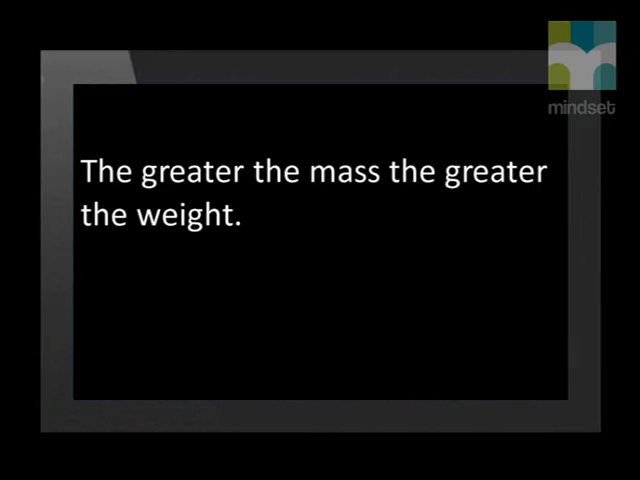 mindset
The greater the mass the greater
the weight.